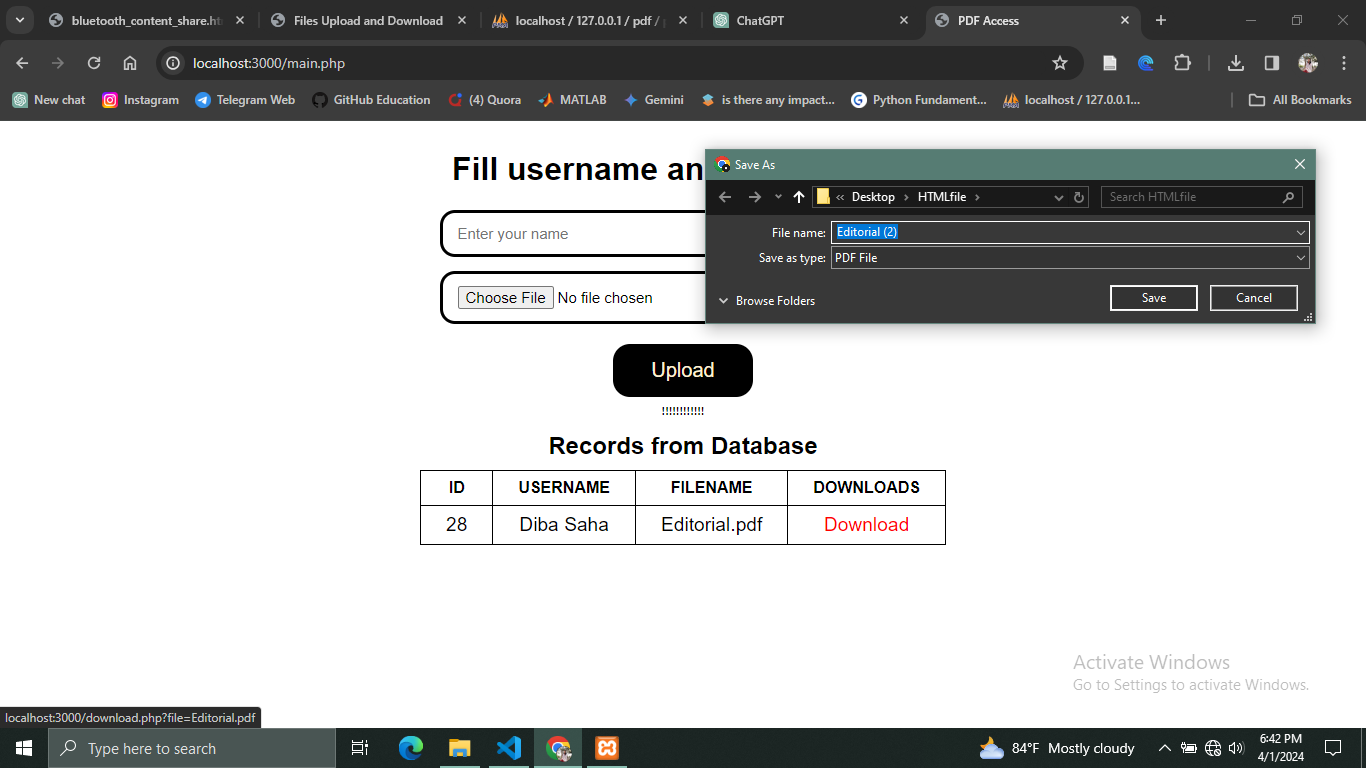 bluetooth_content_share.ht
Files Upload and Download
localhost / 127.0.0.1 / pdf /
ChatGPT
PDF Access
localhost:3000/main.php
New chat
Instagram
Telegram Web
GitHub Education
(4) Quora
MATLAB
Gemini
is there any impact...
Python Fundament...
localhost / 127.0.0.1...
All Bookmarks
Fill username an
Enter your name
Choose File No file chosen
Save As
« Desktop › HTMLfile ›
Search HTMLfile
File name: Editorial (2)
Save as type: PDF File
Browse Folders
Save
Cancel
Upload
!!!!!!!!!!!!
Records from Database
ID USERNAME FILENAME DOWNLOADS
28 Diba Saha Editorial.pdf Download
Activate Windows
Go to Settings to activate Windows.
localhost:3000/download.php?file=Editorial.pdf
Type here to search
84°F Mostly cloudy
6:42 PM
4/1/2024